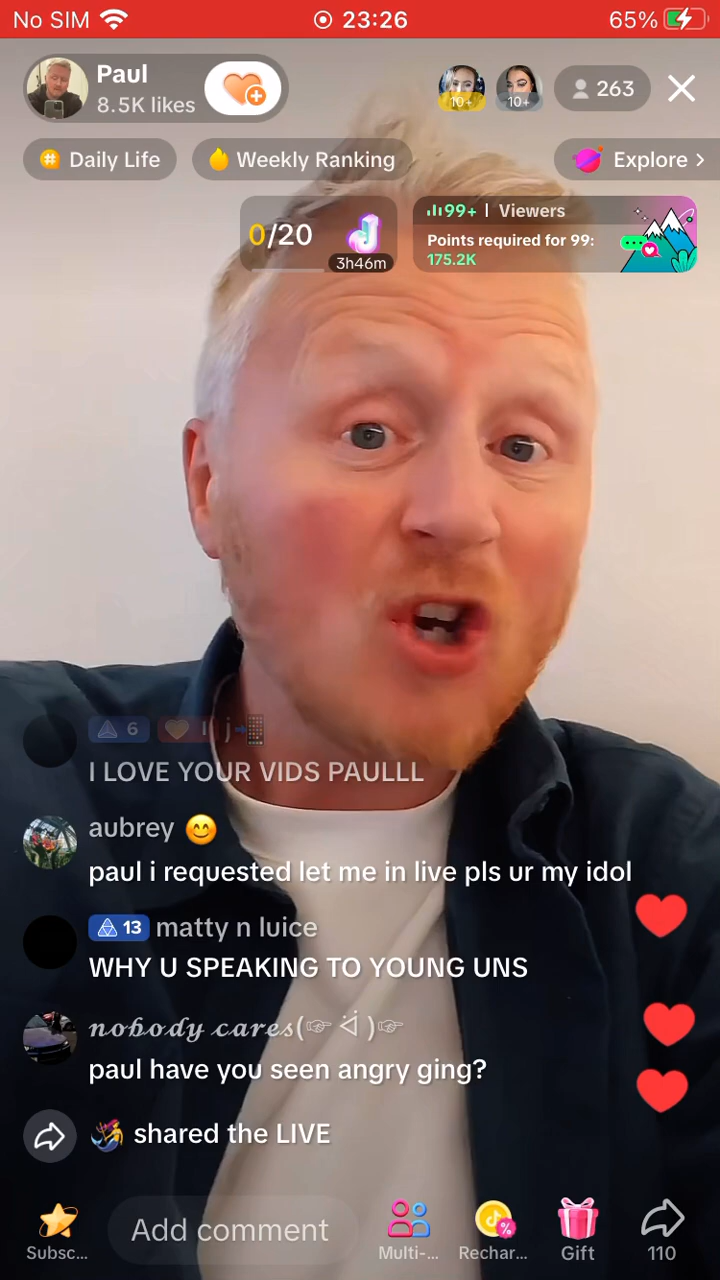 No SIM 23:26 65%
Paul
8.5K likes
10+ 10+ 263
Daily Life Weekly Ranking Explore >
0/20 3h46m
99+ | Viewers
Points required for 99:
175.2K
6
I LOVE YOUR VIDS PAULLL
aubrey 😊
paul i requested let me in live pls ur my idol
13 matty n luice
WHY U SPEAKING TO YOUNG UNS
𝓷𝓸𝓫𝓸𝓭𝔂 𝓬𝓪𝓻𝓮𝓼(☞ ᐛ )☞
paul have you seen angry ging?
shared the LIVE
Add comment
Subsc... Multi-... Rechar... Gift 110